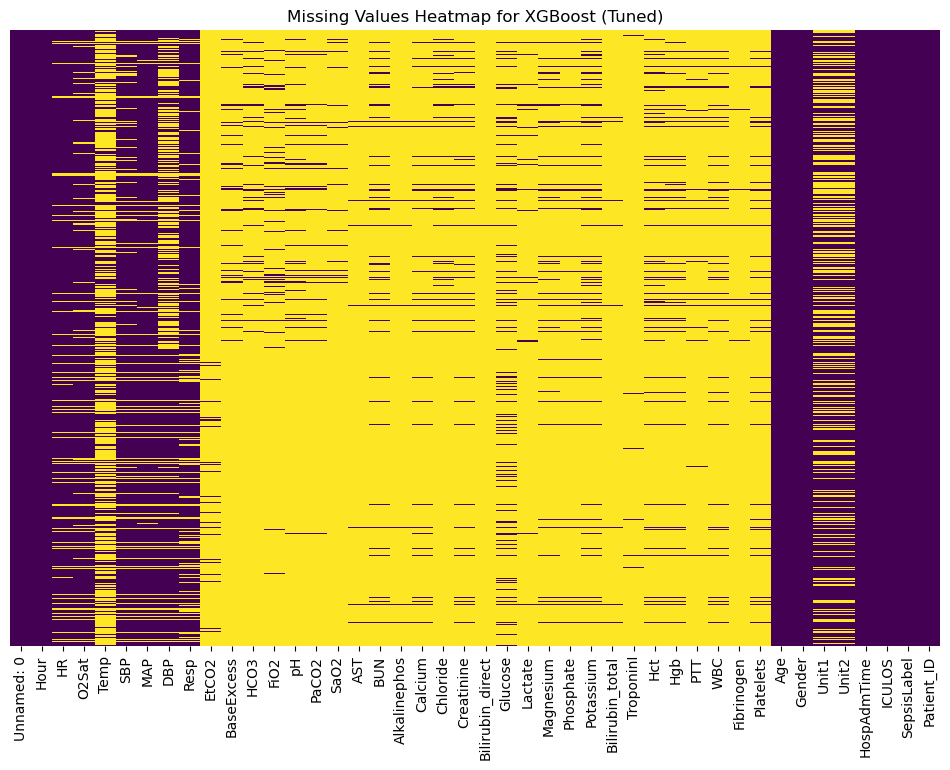 Missing Values Heatmap for XGBoost (Tuned)
Unnamed: 0
Hour
HR
O2Sat
Temp
SBP
MAP
DBP
Resp
EtCO2
BaseExcess
HCO3
FiO2
pH
PaCO2
SaO2
AST
BUN
Alkalinephos
Calcium
Chloride
Creatinine
Bilirubin_direct
Glucose
Lactate
Magnesium
Phosphate
Potassium
Bilirubin_total
TroponinI
Hct
Hgb
PTT
WBC
Fibrinogen
Platelets
Age
Gender
Unit1
Unit2
HospAdmTime
ICULOS
SepsisLabel
Patient_ID